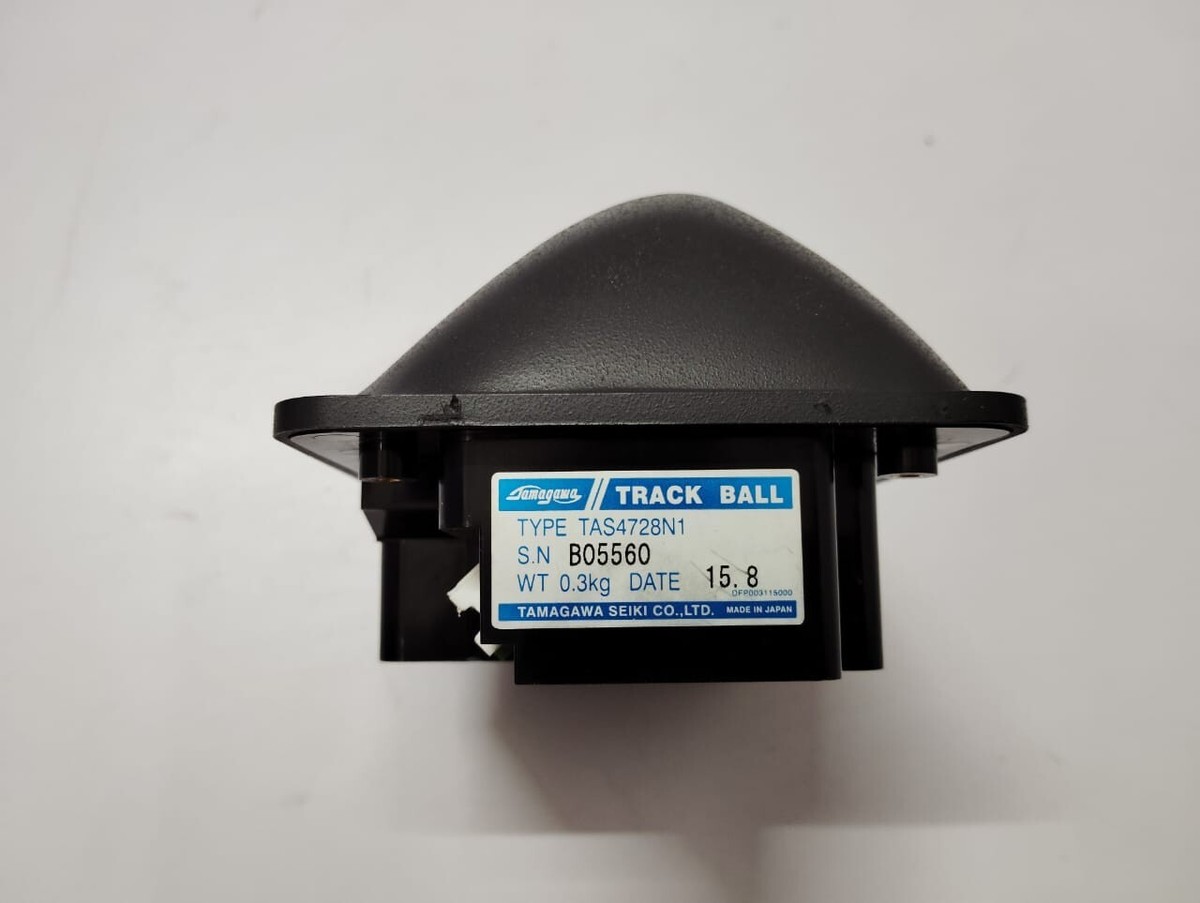 Tamagawa // TRACK BALL
TYPE TAS4728N1
S.N B05560
WT 0.3kg DATE 15.8
DFP003115000
TAMAGAWA SEIKI CO.,LTD. MADE IN JAPAN